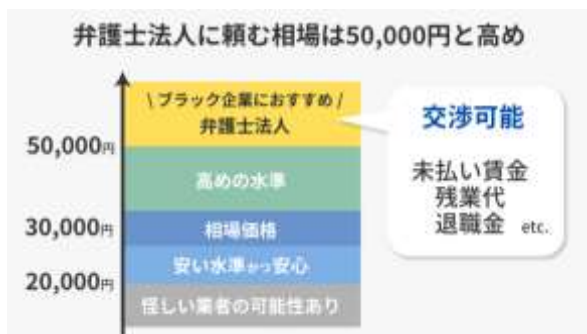 弁護士法人に頼む相場は50,000円と高め
\ ブラック企業におすすめ /
弁護士法人
50,000円
高めの水準
30,000円
相場価格
安い水準かつ安心
20,000円
怪しい業者の可能性あり
交渉可能
未払い賃金
残業代
退職金 etc.